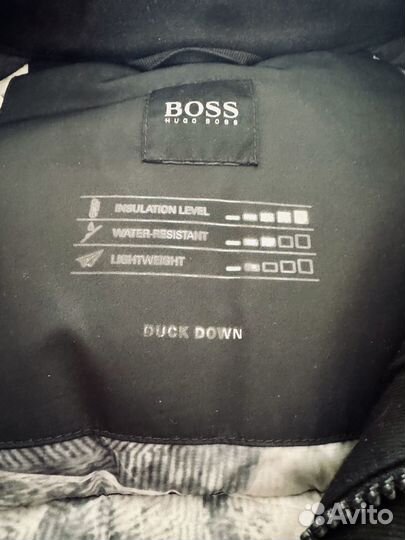 BOSS
HUGO BOSS
INSULATION LEVEL
WATER-RESISTANT
LIGHTWEIGHT
DUCK DOWN
Avito